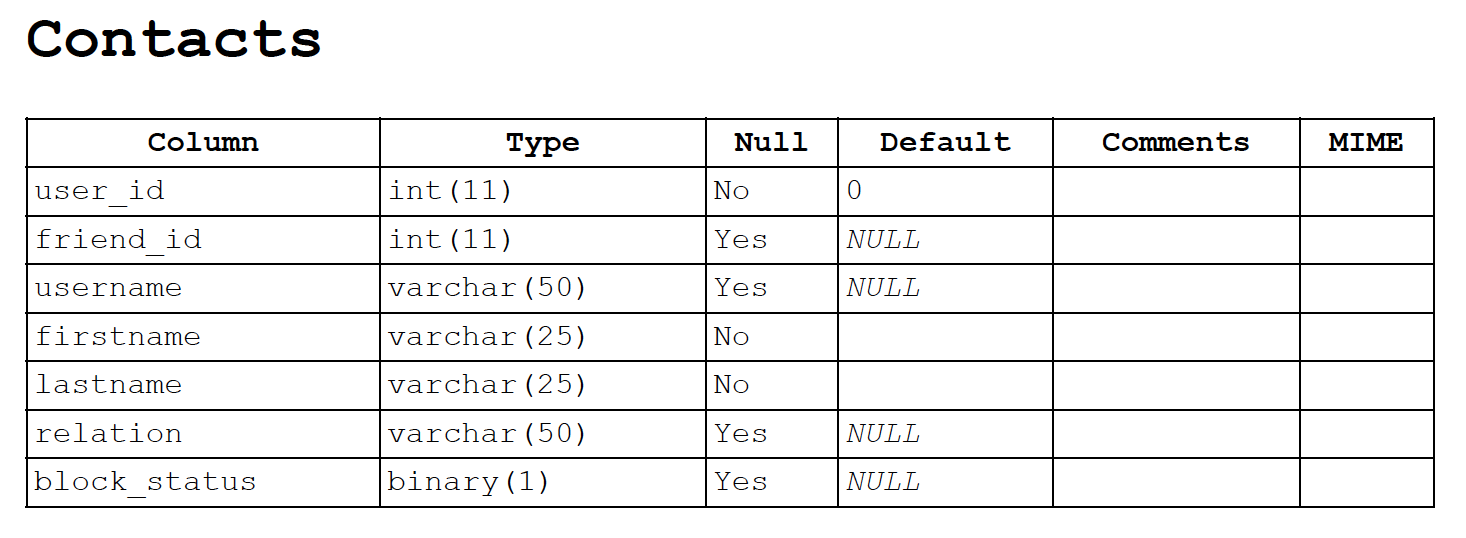 Contacts
Column Type Null Default Comments MIME
user_id int(11) No 0
friend_id int(11) Yes NULL
username varchar(50) Yes NULL
firstname varchar(25) No
lastname varchar(25) No
relation varchar(50) Yes NULL
block_status binary(1) Yes NULL